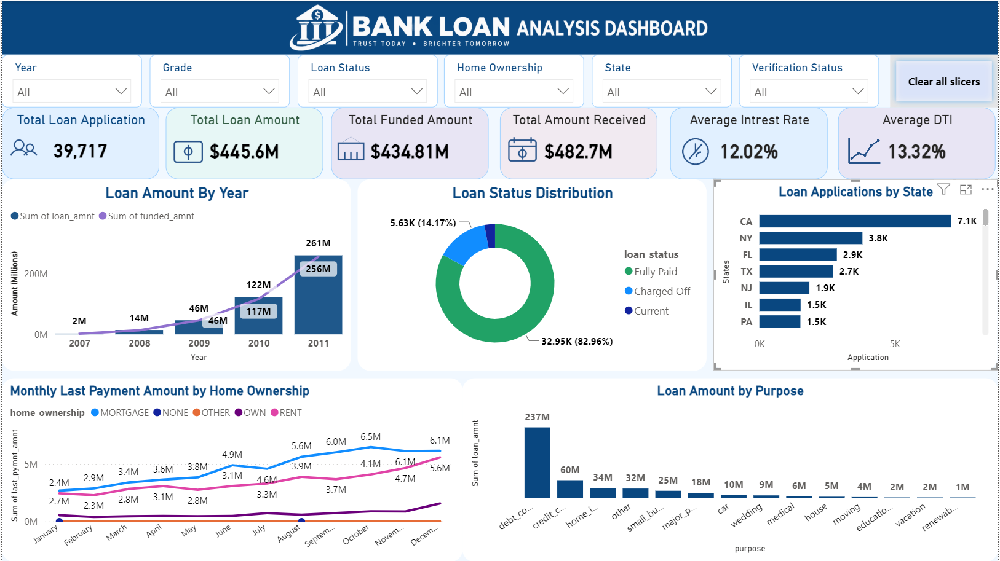 BANK LOAN ANALYSIS DASHBOARD
TRUST TODAY • BRIGHTER TOMORROW
Year
All
Grade
All
Loan Status
All
Home Ownership
All
State
All
Verification Status
All
Clear all slicers
Total Loan Application
39,717
Total Loan Amount
$445.6M
Total Funded Amount
$434.81M
Total Amount Received
$482.7M
Average Intrest Rate
12.02%
Average DTI
13.32%
Loan Amount By Year
Sum of loan_amnt Sum of funded_amnt
Amount (Millions)
200M
0M
2M
14M
46M
46M
122M
117M
261M
256M
2007 2008 2009 2010 2011
Year
Loan Status Distribution
5.63K (14.17%)
32.95K (82.96%)
loan_status
Fully Paid
Charged Off
Current
Loan Applications by State
States
CA 7.1K
NY 3.8K
FL 2.9K
TX 2.7K
NJ 1.9K
IL 1.5K
PA 1.5K
0K 5K
Application
Monthly Last Payment Amount by Home Ownership
home_ownership MORTGAGE NONE OTHER OWN RENT
Sum of last_pymnt_amnt
5M
0M
2.4M 2.9M 3.4M 3.6M 3.8M 4.9M 4.6M 5.6M 6.0M 6.5M 6.1M 6.1M
2.7M 2.3M 2.8M 3.1M 2.8M 3.1M 3.3M 3.9M 3.7M 4.1M 4.7M 5.6M
January February March April May June July August Septem... October Novem... Decem...
Loan Amount by Purpose
Sum of loan_amnt
237M 60M 34M 32M 25M 18M 10M 9M 6M 5M 4M 2M 2M 1M
debt_co... credit_c... home_i... other small_bu... major_p... car wedding medical house moving educatio... vacation renewab...
purpose